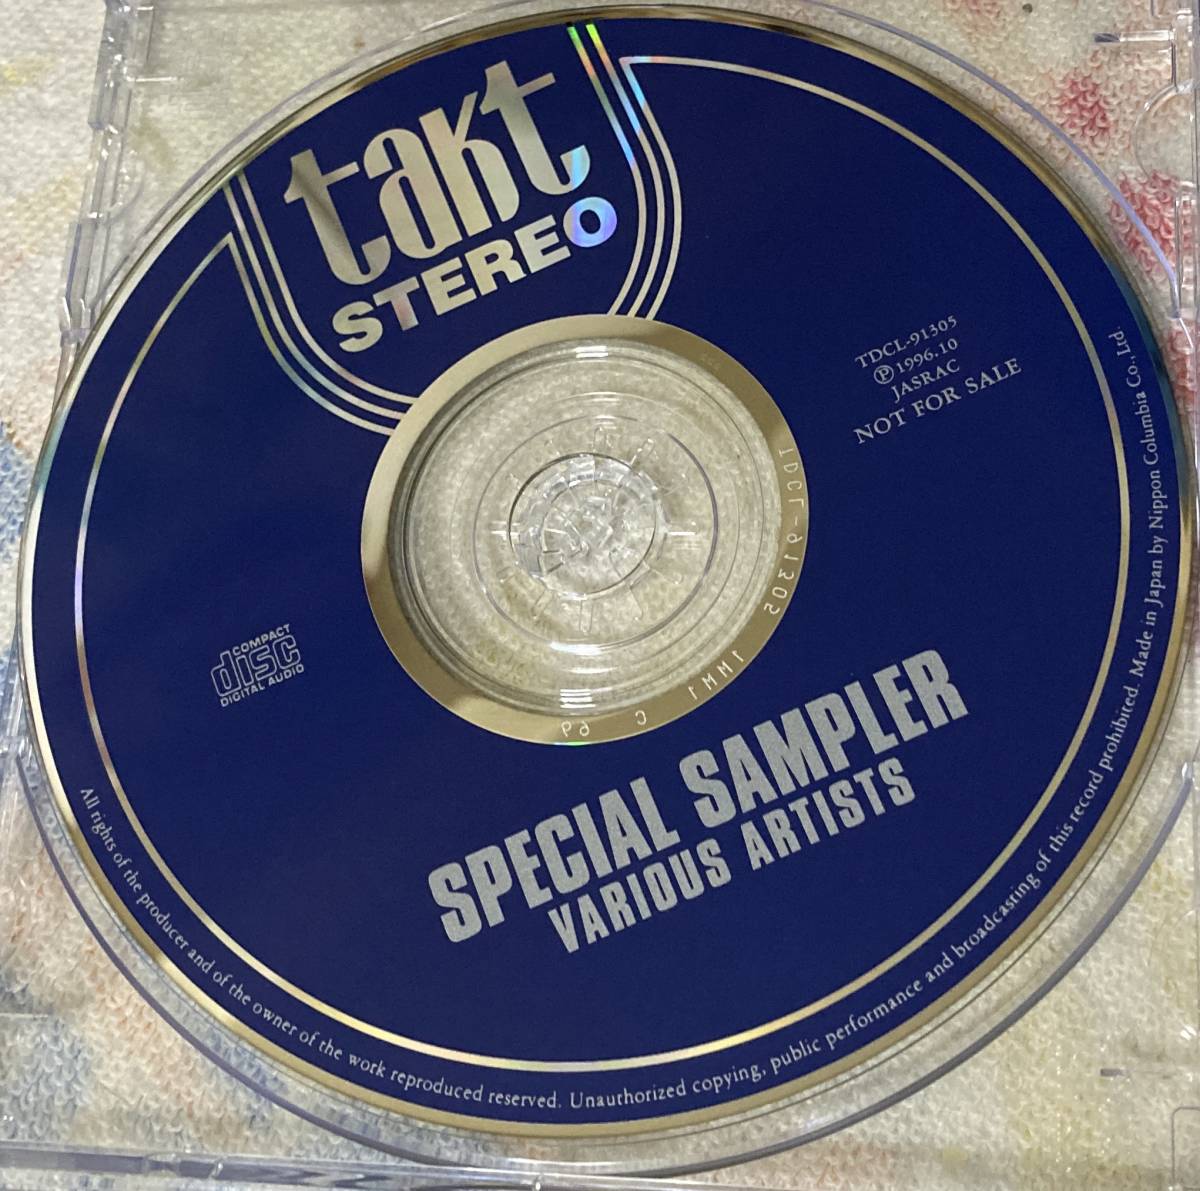 takt
STEREO
TDCL-91305
Ⓟ1996.10
JASRAC
NOT FOR SALE
TDCL-91305
1MM1
C
COMPACT
disc
DIGITAL AUDIO
SPECIAL SAMPLER
VARIOUS ARTISTS
All rights of the producer and of the owner of the work reproduced reserved. Unauthorized copying, public performance and broadcasting of this record prohibited. Made in Japan by Nippon Columbia Co., Ltd.